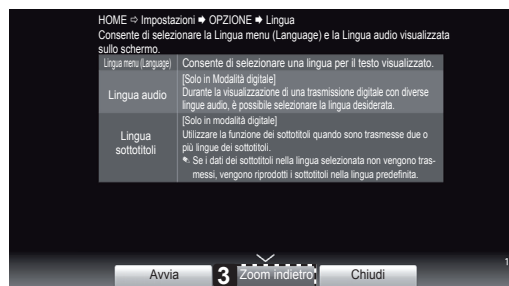 HOME ⇨ Impostazioni ➡ OPZIONE ➡ Lingua
Consente di selezionare la Lingua menu (Language) e la Lingua audio visualizzata
sullo schermo.
Lingua menu (Language) Consente di selezionare una lingua per il testo visualizzato.
Lingua audio
[Solo in Modalità digitale]
Durante la visualizzazione di una trasmissione digitale con diverse
lingue audio, è possibile selezionare la lingua desiderata.
Lingua
sottotitoli
[Solo in modalità digitale]
Utilizzare la funzione dei sottotitoli quando sono trasmesse due o
più lingue dei sottotitoli.
✎ Se i dati dei sottotitoli nella lingua selezionata non vengono tras-
messi, vengono riprodotti i sottotitoli nella lingua predefinita.
1
Avvia 3 Zoom indietro Chiudi